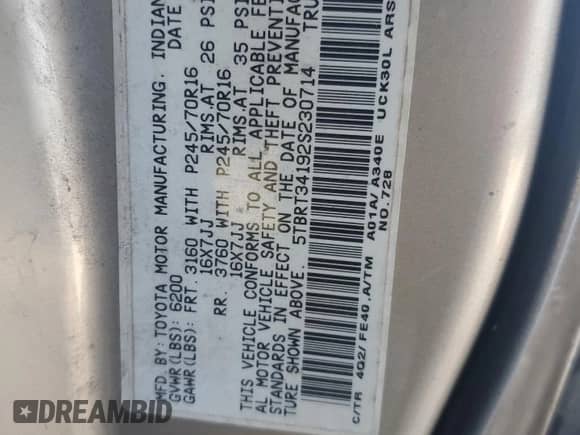 MFD. BY: TOYOTA MOTOR MANUFACTURING, INDIAN
DATE
GVWR(LBS): 6200
GAWR(LBS): FRT. 3160 WITH P245/70R16
16X7JJ RIMS,AT 26 PSI
RR. 3760 WITH P245/70R16
16X7JJ RIMS,AT 35 PSI
THIS VEHICLE CONFORMS TO ALL APPLICABLE FE
AL MOTOR VEHICLE SAFETY AND THEFT PREVENTI
STANDARDS IN EFFECT ON THE DATE OF MANUFAC
TURE SHOWN ABOVE.
5TBRT34192S230714 TRU
C/TR 4Q2/FE40 ,A/TM A01A/A340E UCK30L ARS
NO.728
DREAMBID